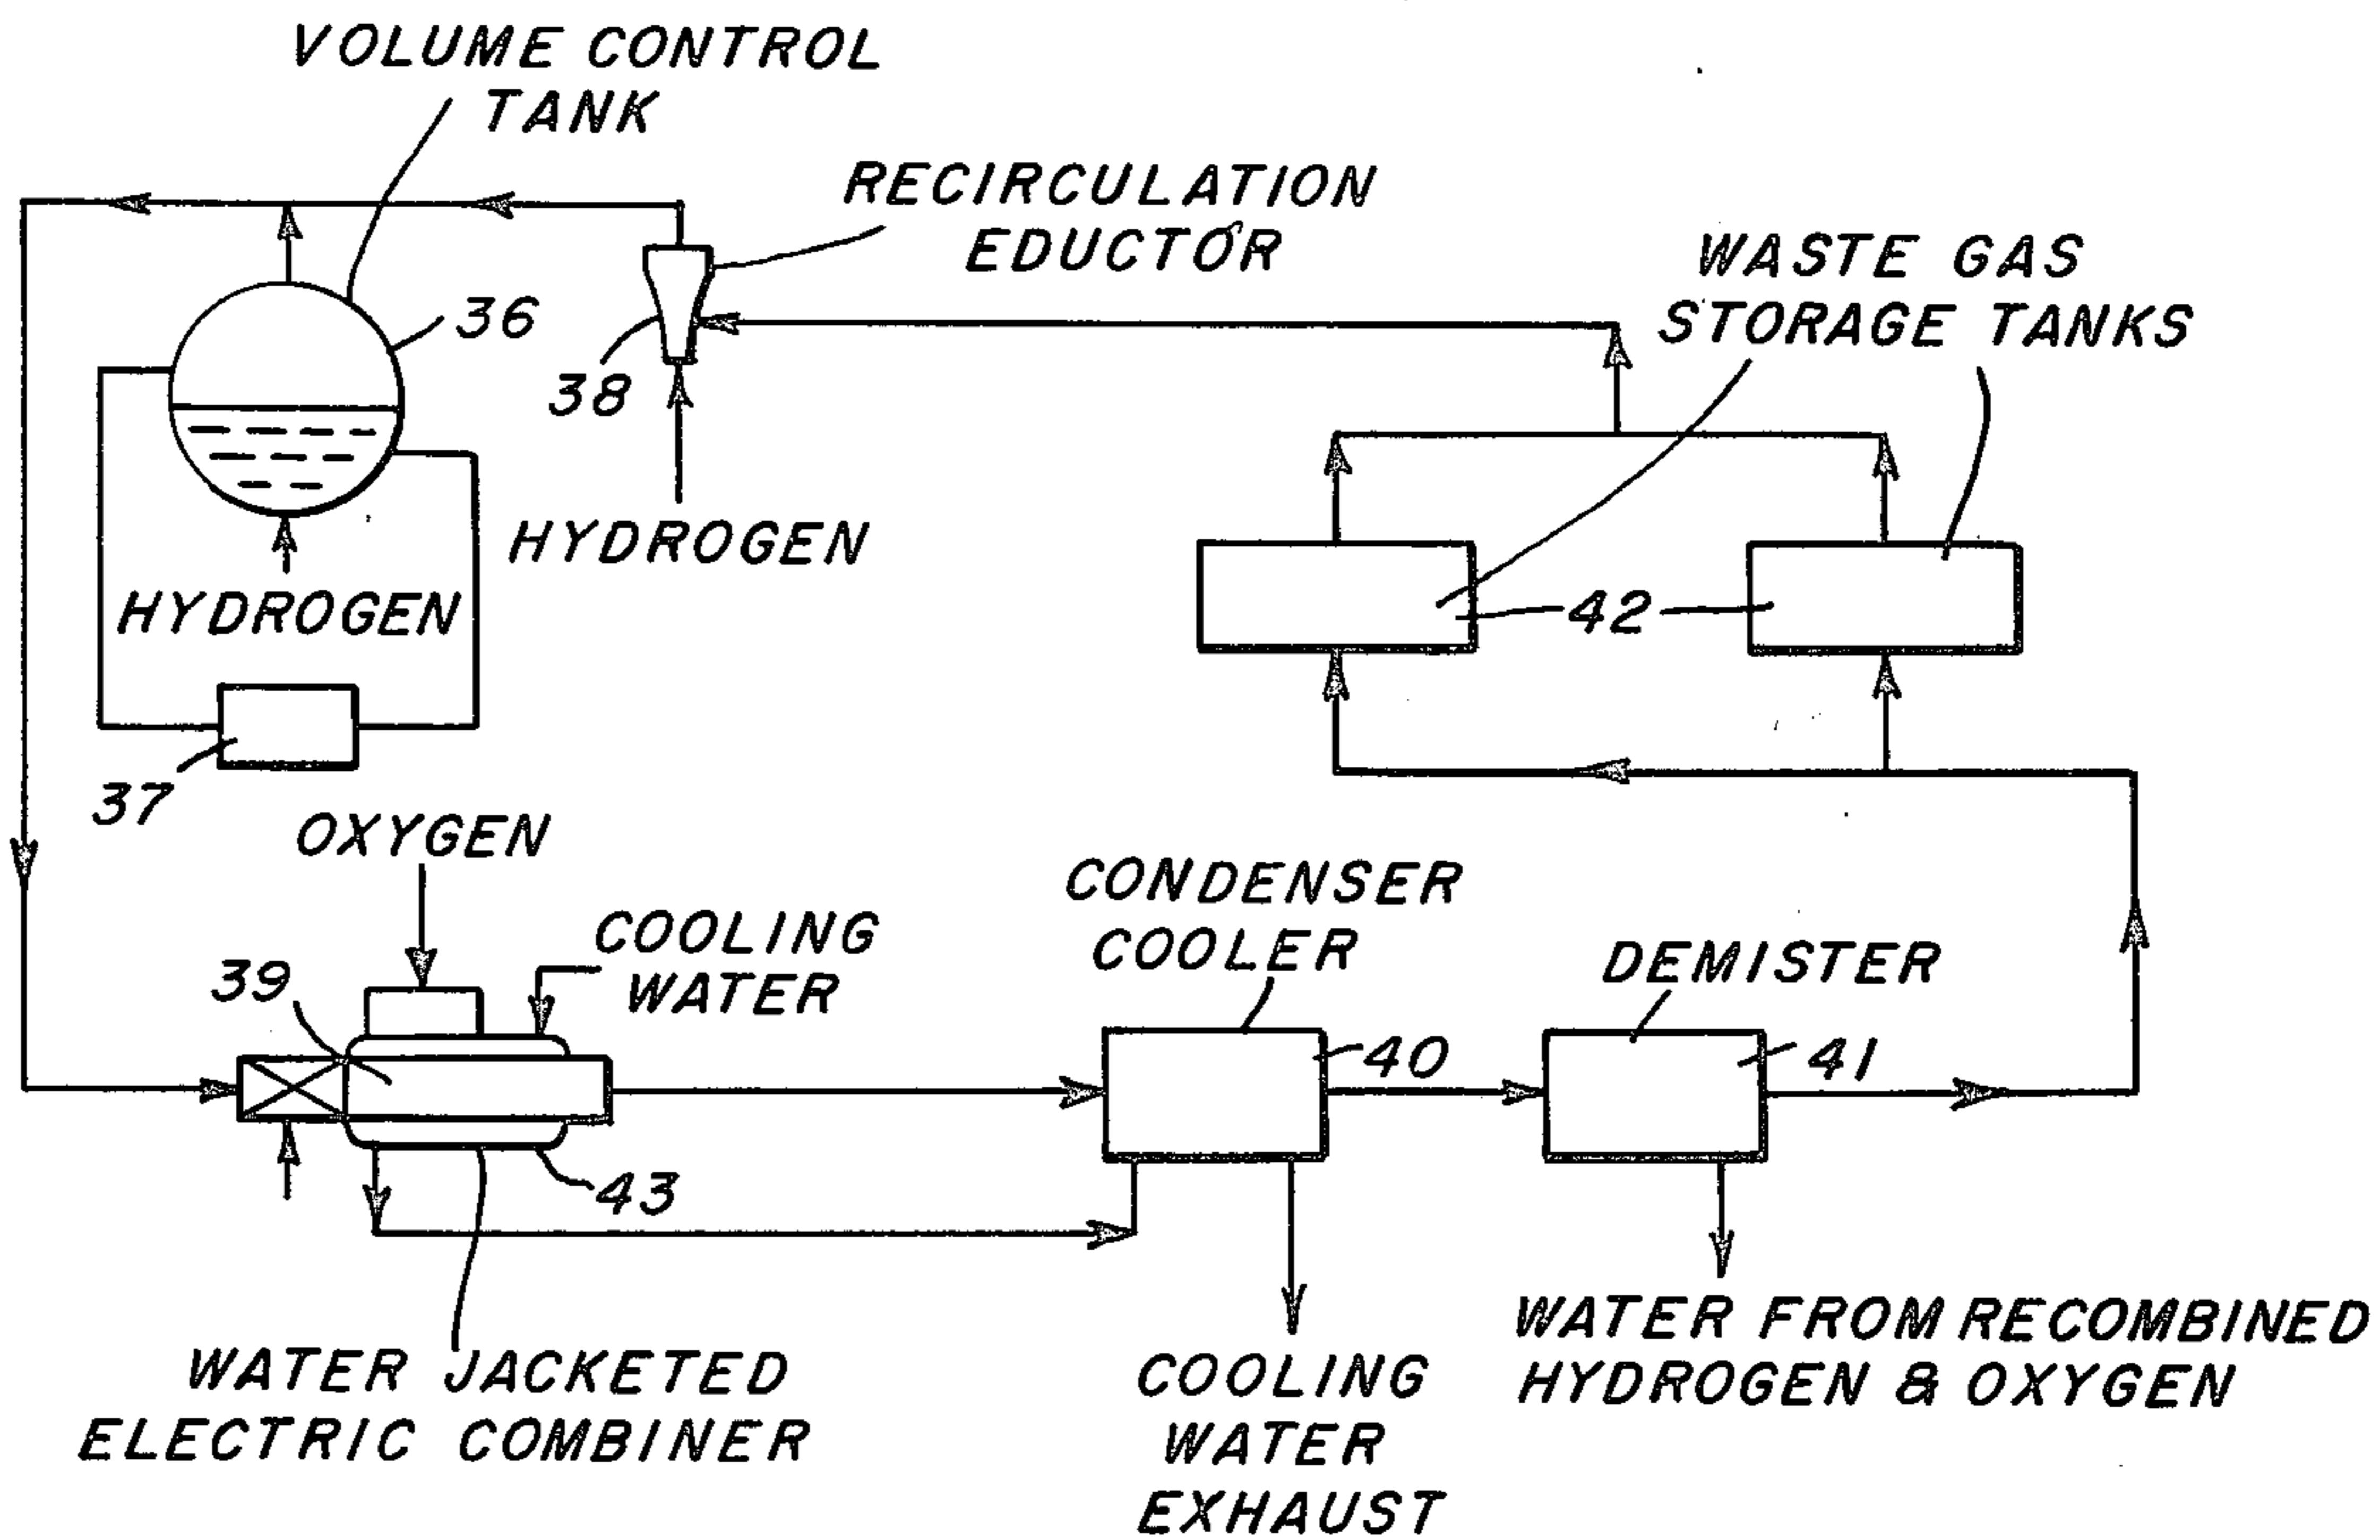 VOLUME CONTROL
TANK
RECIRCULATION
EDUCTOR
WASTE GAS
STORAGE TANKS
36
38
HYDROGEN
HYDROGEN
42
37
OXYGEN
COOLING
WATER
39
CONDENSER
COOLER
DEMISTER
40
41
43
WATER JACKETED
ELECTRIC COMBINER
COOLING
WATER
EXHAUST
WATER FROM RECOMBINED
HYDROGEN & OXYGEN